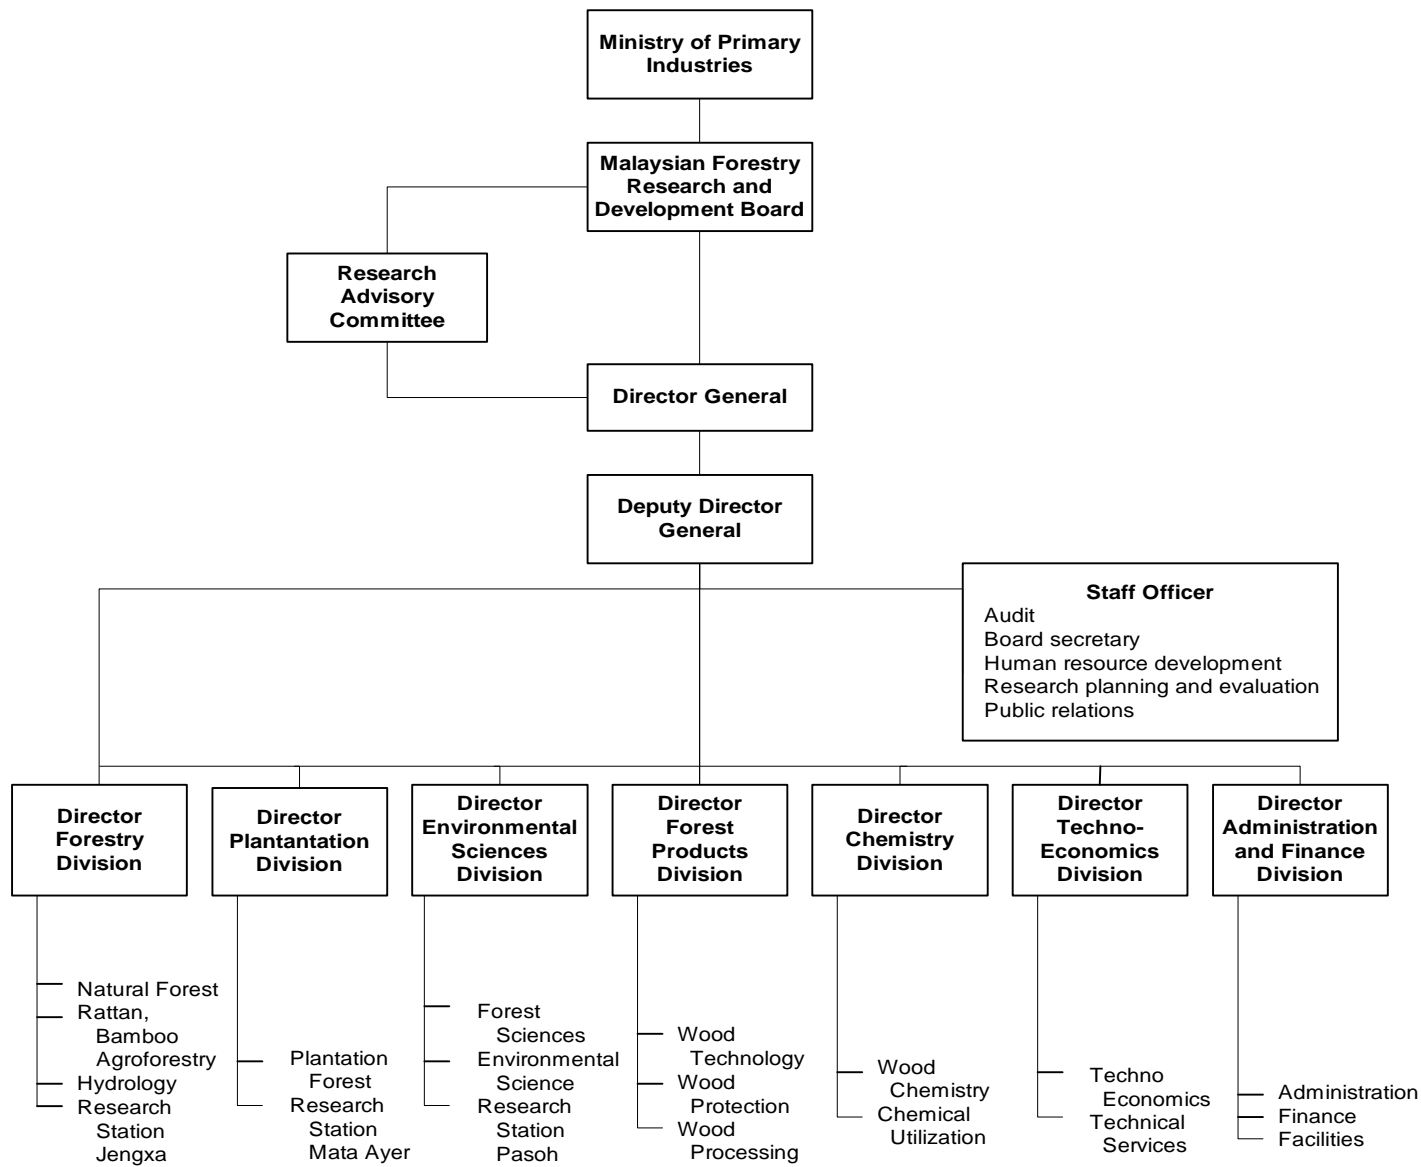 Ministry of Primary
Industries
Malaysian Forestry
Research and
Development Board
Research
Advisory
Committee
Director General
Deputy Director
General
Staff Officer
Audit
Board secretary
Human resource development
Research planning and evaluation
Public relations
Director
Forestry
Division
Director
Plantantation
Division
Director
Environmental
Sciences
Division
Director
Forest
Products
Division
Director
Chemistry
Division
Director
Techno-
Economics
Division
Director
Administration
and Finance
Division
Natural Forest
Rattan,
Bamboo
Agroforestry
Hydrology
Research
Station
Jengxa
Plantation
Forest
Research
Station
Mata Ayer
Forest
Sciences
Environmental
Science
Research
Station
Pasoh
Wood
Technology
Wood
Protection
Wood
Processing
Wood
Chemistry
Chemical
Utilization
Techno
Economics
Technical
Services
Administration
Finance
Facilities